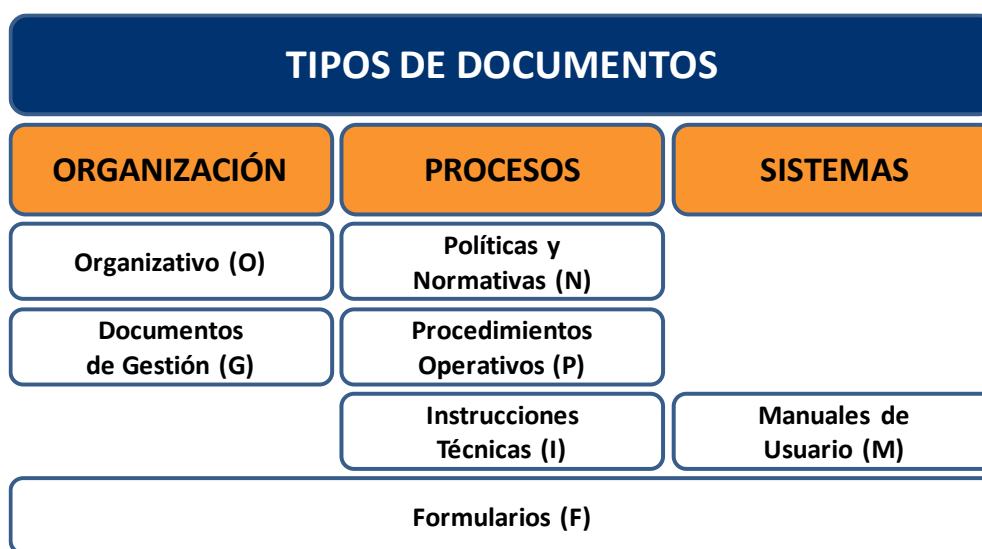 TIPOS DE DOCUMENTOS
ORGANIZACIÓN
PROCESOS
SISTEMAS
Organizativo (O)
Políticas y
Normativas (N)
Documentos
de Gestión (G)
Procedimientos
Operativos (P)
Instrucciones
Técnicas (I)
Manuales de
Usuario (M)
Formularios (F)